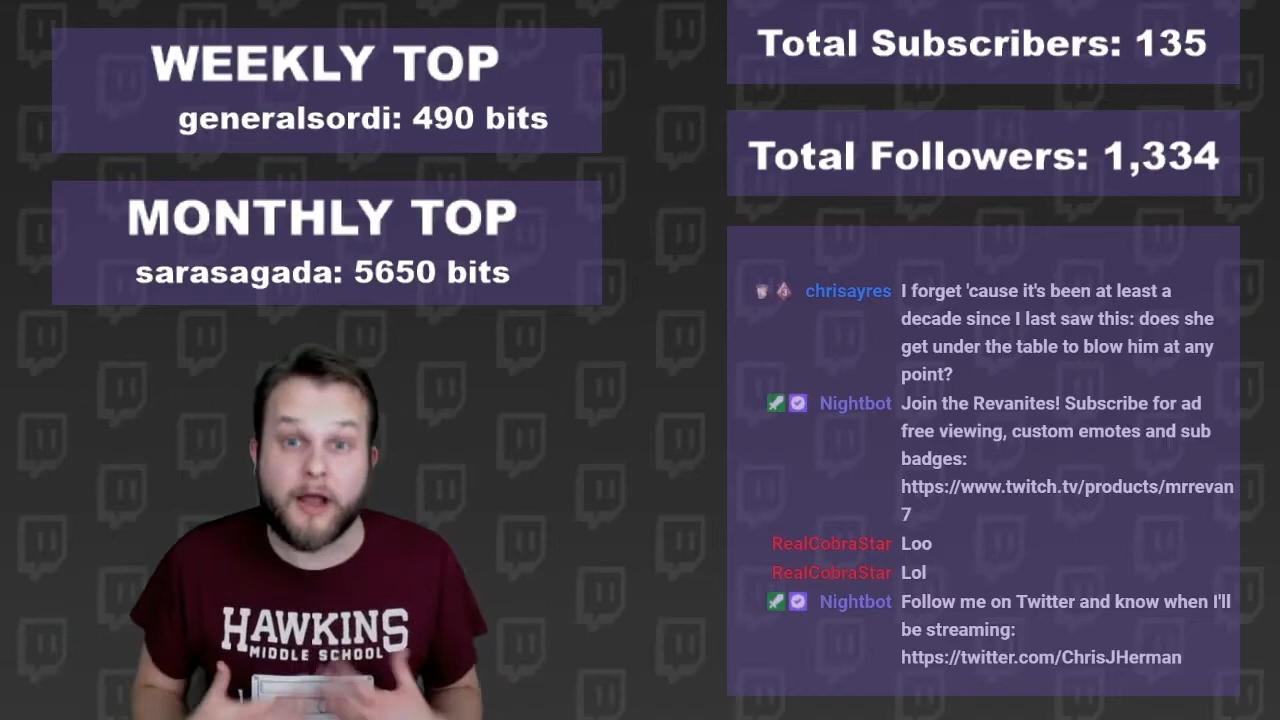 WEEKLY TOP
generalsordi: 490 bits
MONTHLY TOP
sarasagada: 5650 bits
HAWKINS
MIDDLE SCHOOL
Total Subscribers: 135
Total Followers: 1,334
chrisayres I forget 'cause it's been at least a
decade since I last saw this: does she
get under the table to blow him at any
point?
Nightbot Join the Revanites! Subscribe for ad
free viewing, custom emotes and sub
badges:
https://www.twitch.tv/products/mrrevan
7
RealCobraStar Loo
RealCobraStar Lol
Nightbot Follow me on Twitter and know when I'll
be streaming:
https://twitter.com/ChrisJHerman